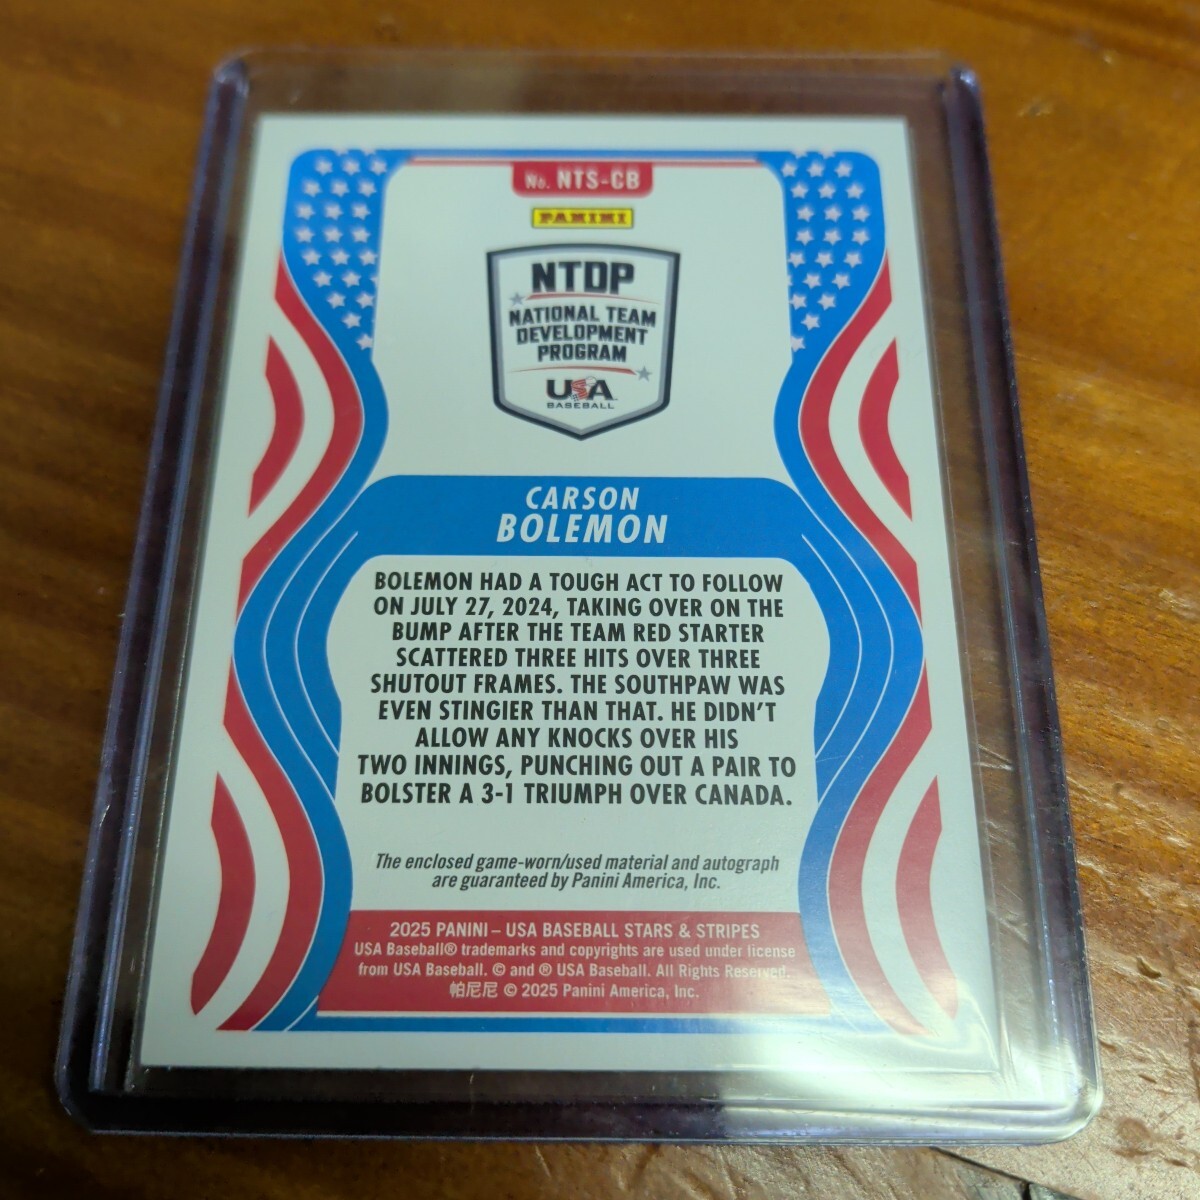 No. NTS-CB
PANINI
NTDP
NATIONAL TEAM
DEVELOPMENT
PROGRAM
USA
BASEBALL
CARSON
BOLEMON
BOLEMON HAD A TOUGH ACT TO FOLLOW
ON JULY 27, 2024, TAKING OVER ON THE
BUMP AFTER THE TEAM RED STARTER
SCATTERED THREE HITS OVER THREE
SHUTOUT FRAMES. THE SOUTHPAW WAS
EVEN STINGIER THAN THAT. HE DIDN'T
ALLOW ANY KNOCKS OVER HIS
TWO INNINGS, PUNCHING OUT A PAIR TO
BOLSTER A 3-1 TRIUMPH OVER CANADA.
The enclosed game-worn/used material and autograph
are guaranteed by Panini America, Inc.
2025 PANINI – USA BASEBALL STARS & STRIPES
USA Baseball® trademarks and copyrights are used under license
from USA Baseball. © and ® USA Baseball. All Rights Reserved.
帕尼尼 © 2025 Panini America, Inc.